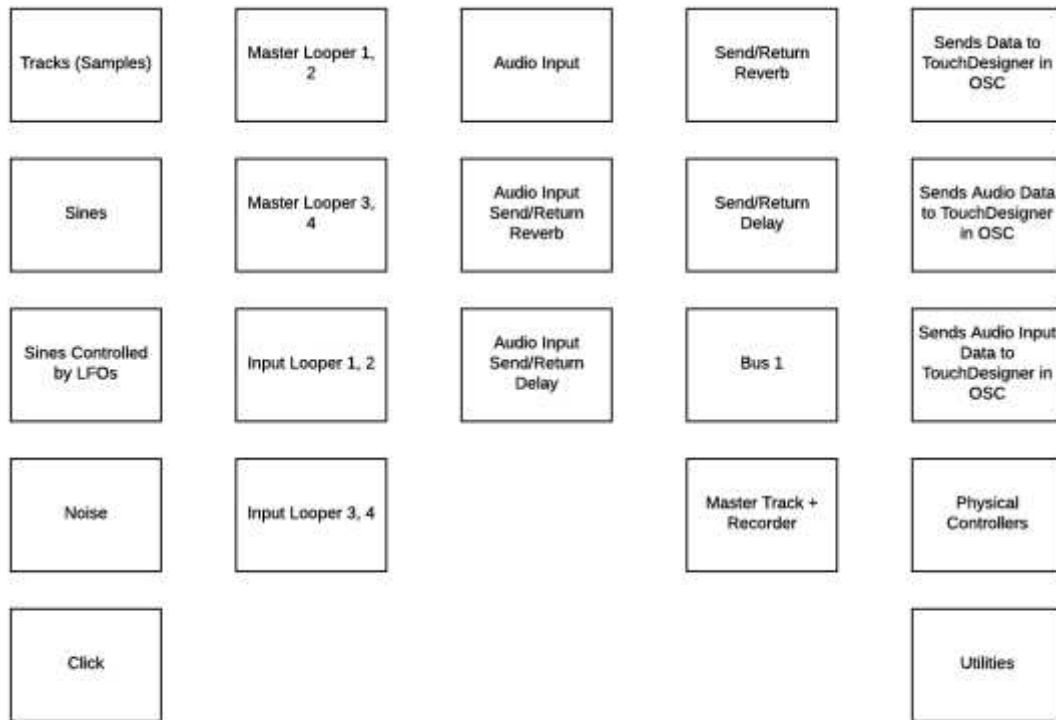 Tracks (Samples)
Master Looper 1,
2
Audio Input
Send/Return
Reverb
Sends Data to
TouchDesigner in
OSC
Sines
Master Looper 3,
4
Audio Input
Send/Return
Reverb
Send/Return
Delay
Sends Audio Data
to TouchDesigner
in OSC
Sines Controlled
by LFOs
Input Looper 1, 2
Audio Input
Send/Return
Delay
Bus 1
Sends Audio Input
Data to
TouchDesigner in
OSC
Noise
Input Looper 3, 4
Master Track +
Recorder
Physical
Controllers
Click
Utilities